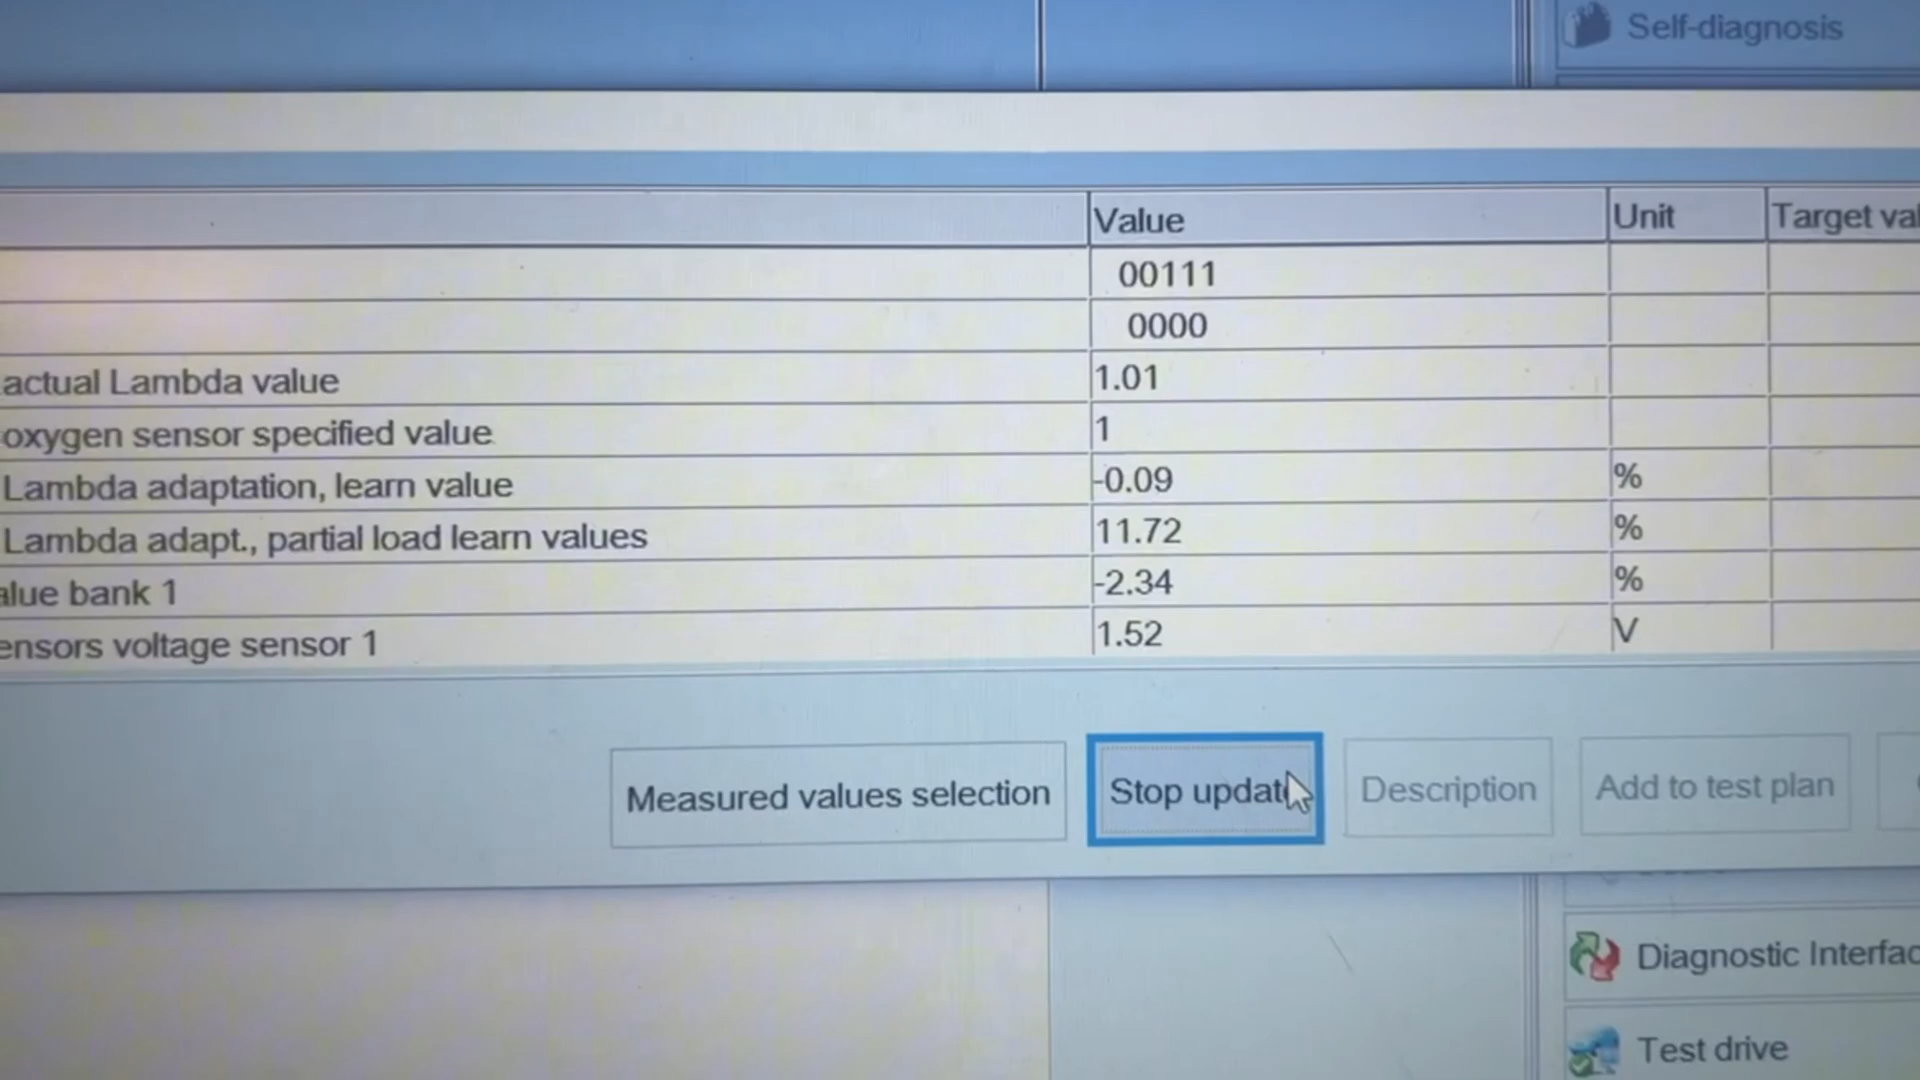 Self-diagnosis
Value Unit Target val
00111
0000
actual Lambda value 1.01
oxygen sensor specified value 1
Lambda adaptation, learn value -0.09 %
Lambda adapt., partial load learn values 11.72 %
alue bank 1 -2.34 %
ensors voltage sensor 1 1.52 V
Measured values selection Stop update Description Add to test plan
Diagnostic Interfac
Test drive